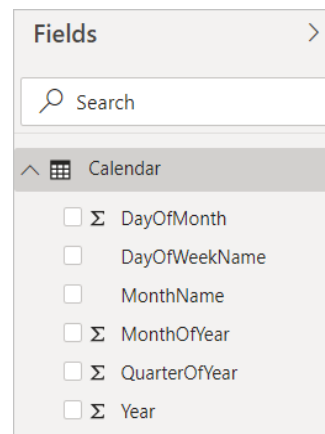 Fields
Search
Calendar
Σ DayOfMonth
DayOfWeekName
MonthName
Σ MonthOfYear
Σ QuarterOfYear
Σ Year